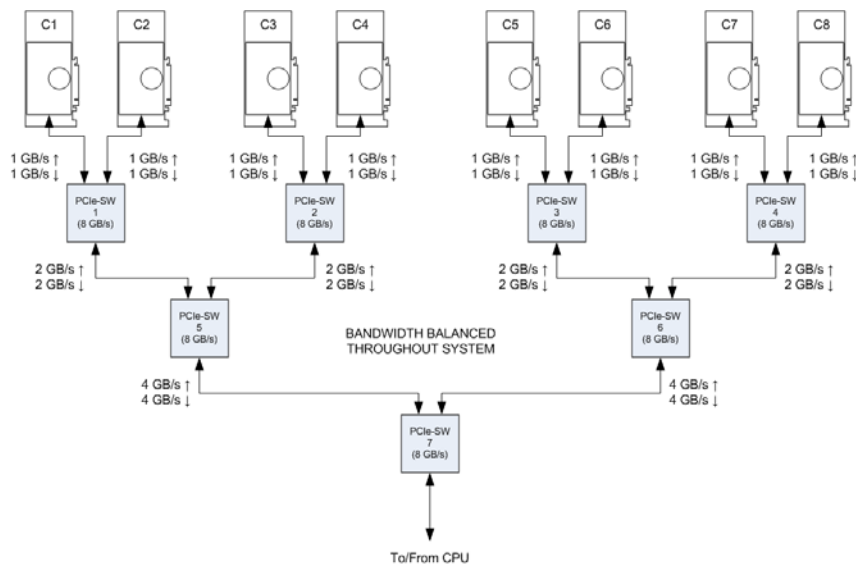 C1
C2
C3
C4
C5
C6
C7
C8
1 GB/s ↑
1 GB/s ↓
1 GB/s ↑
1 GB/s ↓
1 GB/s ↑
1 GB/s ↓
1 GB/s ↑
1 GB/s ↓
1 GB/s ↑
1 GB/s ↓
1 GB/s ↑
1 GB/s ↓
1 GB/s ↑
1 GB/s ↓
1 GB/s ↑
1 GB/s ↓
PCIe-SW
1
(8 GB/s)
PCIe-SW
2
(8 GB/s)
PCIe-SW
3
(8 GB/s)
PCIe-SW
4
(8 GB/s)
2 GB/s ↑
2 GB/s ↓
2 GB/s ↑
2 GB/s ↓
2 GB/s ↑
2 GB/s ↓
2 GB/s ↑
2 GB/s ↓
PCIe-SW
5
(8 GB/s)
BANDWIDTH BALANCED
THROUGHOUT SYSTEM
PCIe-SW
6
(8 GB/s)
4 GB/s ↑
4 GB/s ↓
4 GB/s ↑
4 GB/s ↓
PCIe-SW
7
(8 GB/s)
To/From CPU